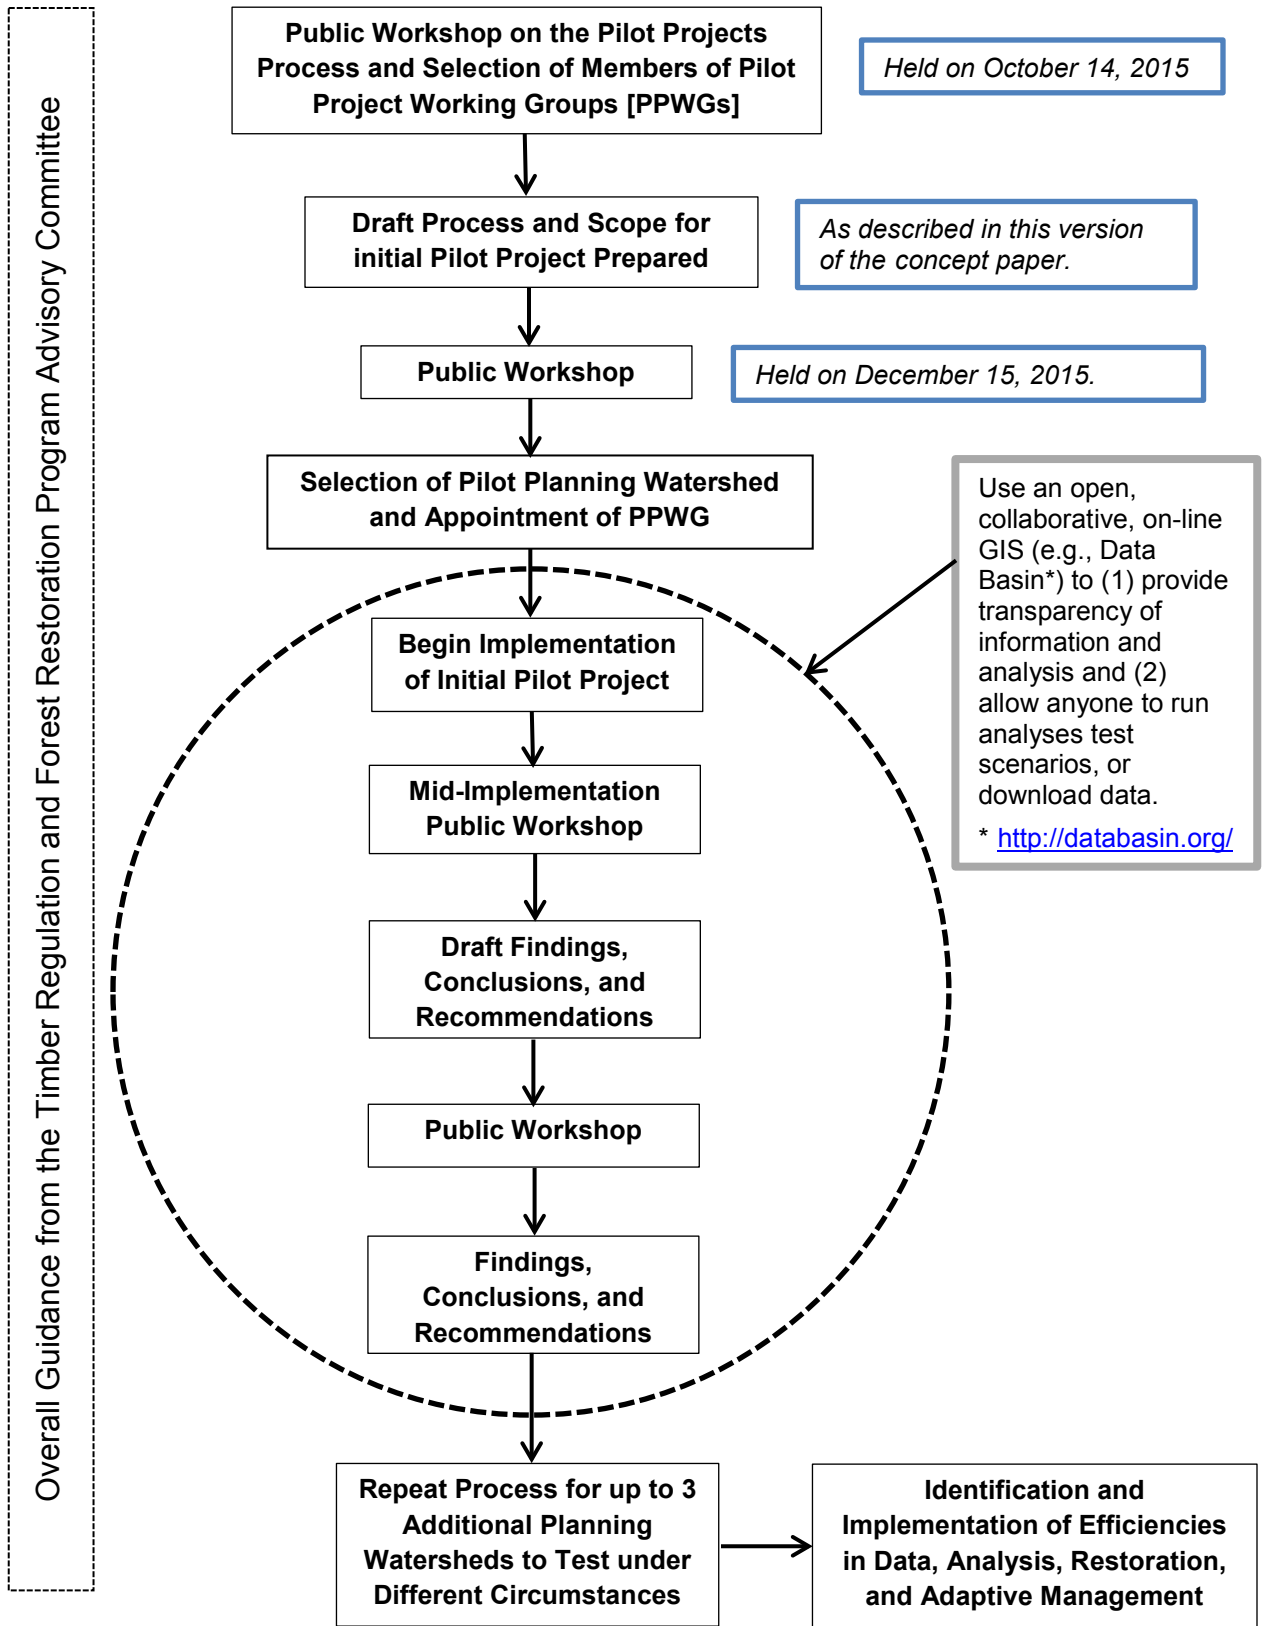 Overall Guidance from the Timber Regulation and Forest Restoration Program Advisory Committee
Public Workshop on the Pilot Projects
Process and Selection of Members of Pilot
Project Working Groups [PPWGs]
Held on October 14, 2015
Draft Process and Scope for
initial Pilot Project Prepared
As described in this version
of the concept paper.
Public Workshop
Held on December 15, 2015.
Selection of Pilot Planning Watershed
and Appointment of PPWG
Use an open,
collaborative, on-line
GIS (e.g., Data
Basin*) to (1) provide
transparency of
information and
analysis and (2)
allow anyone to run
analyses test
scenarios, or
download data.
* http://databasin.org/
Begin Implementation
of Initial Pilot Project
Mid-Implementation
Public Workshop
Draft Findings,
Conclusions, and
Recommendations
Public Workshop
Findings,
Conclusions, and
Recommendations
Repeat Process for up to 3
Additional Planning
Watersheds to Test under
Different Circumstances
Identification and
Implementation of Efficiencies
in Data, Analysis, Restoration,
and Adaptive Management